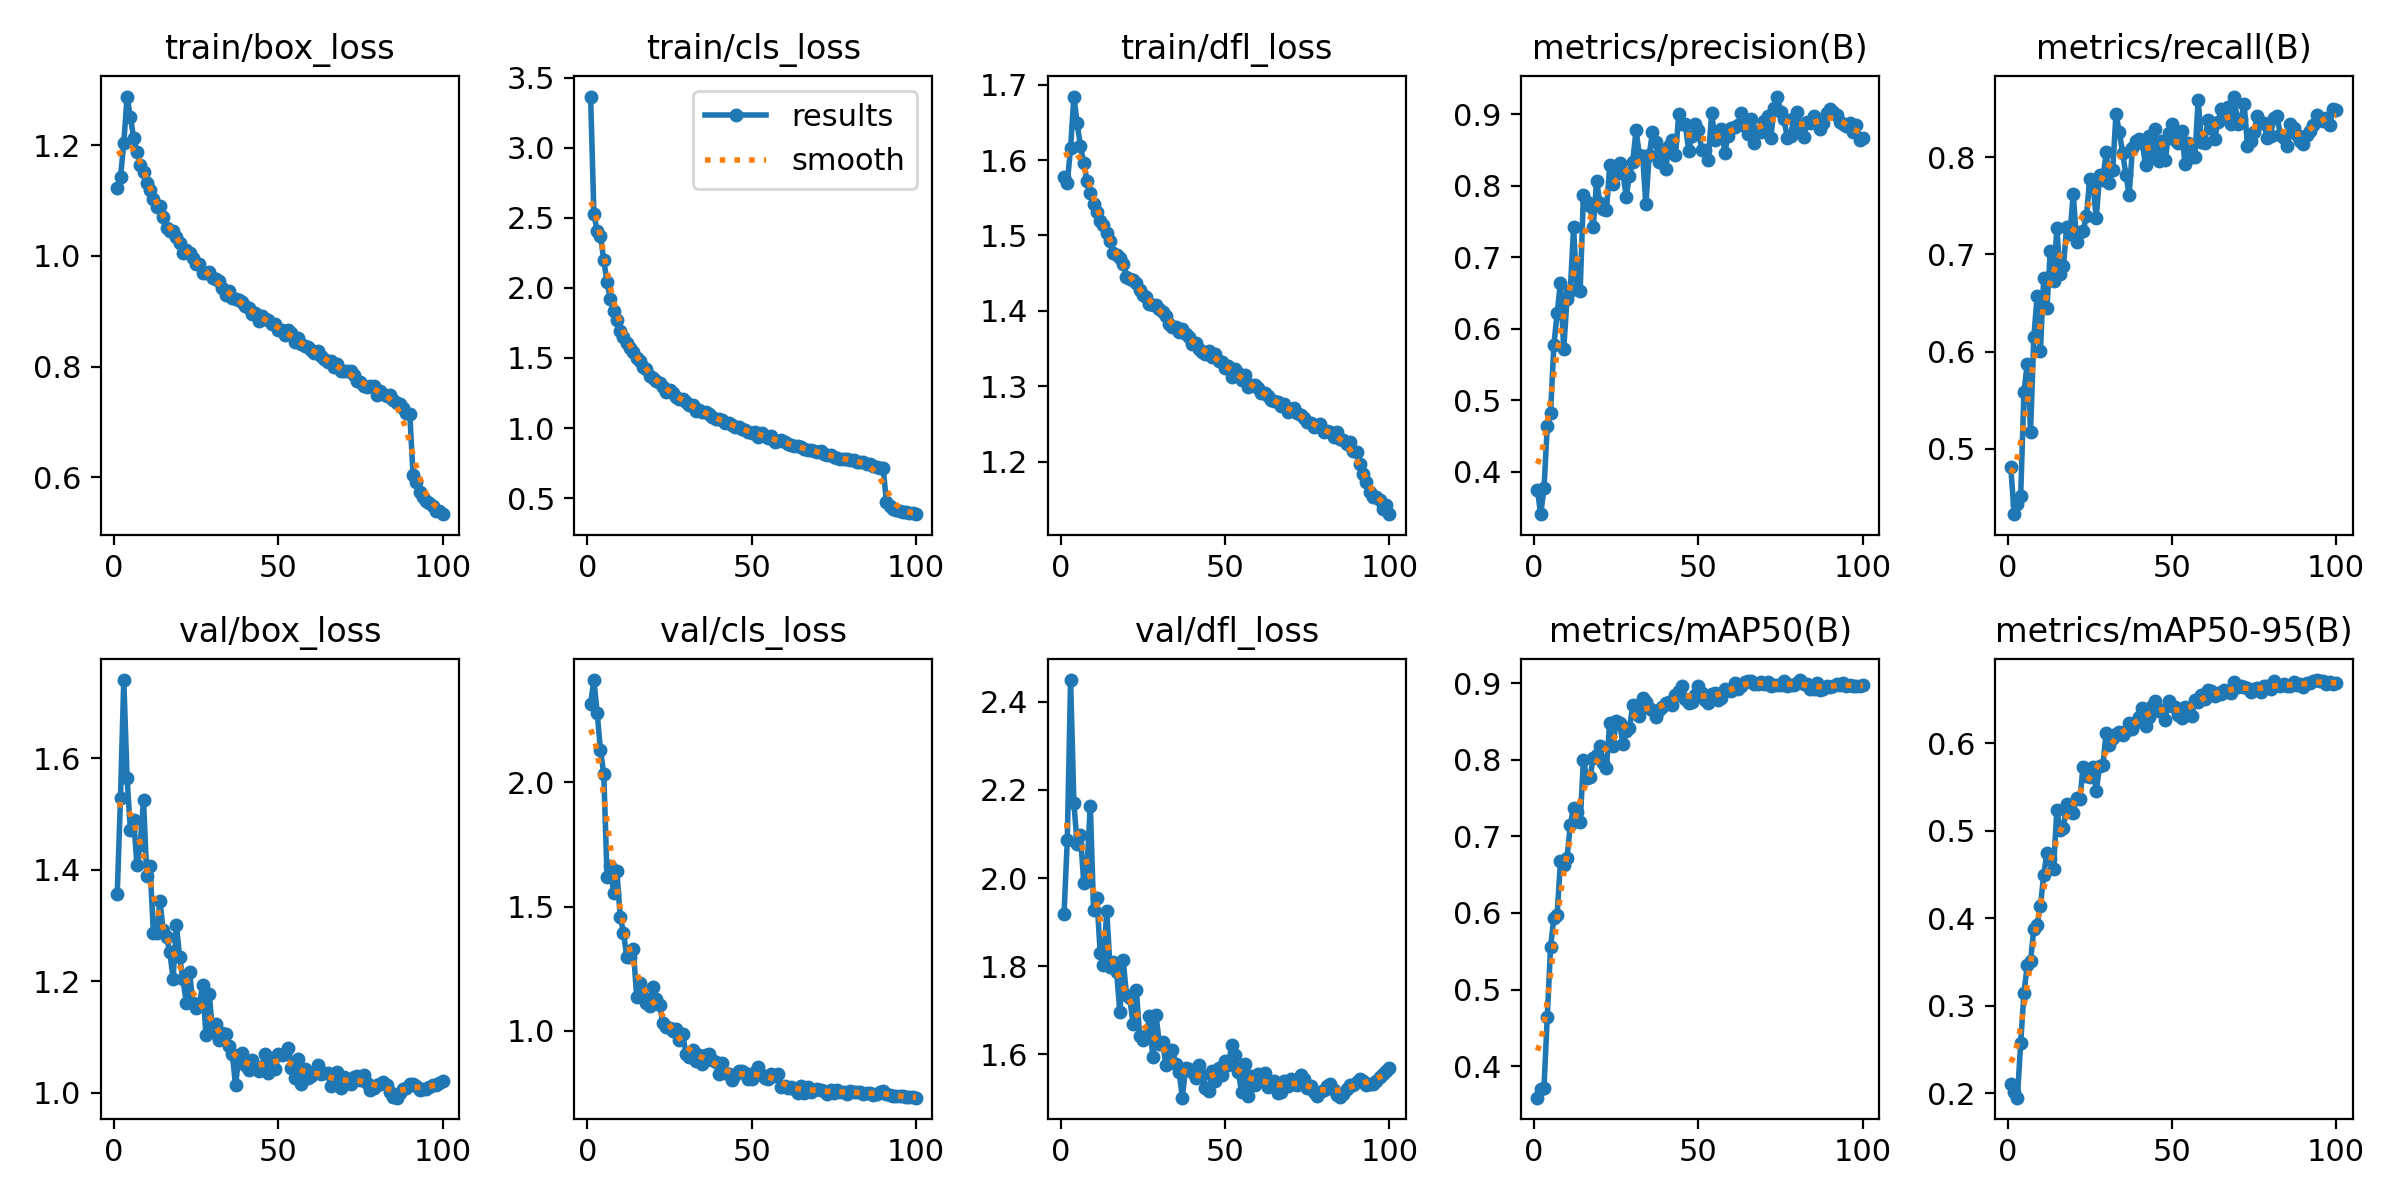 train/box_loss
1.2
1.0
0.8
0.6
0 50 100
train/cls_loss
results
smooth
3.5
3.0
2.5
2.0
1.5
1.0
0.5
0 50 100
train/dfl_loss
1.7
1.6
1.5
1.4
1.3
1.2
0 50 100
metrics/precision(B)
0.9
0.8
0.7
0.6
0.5
0.4
0 50 100
metrics/recall(B)
0.8
0.7
0.6
0.5
0 50 100
val/box_loss
1.6
1.4
1.2
1.0
0 50 100
val/cls_loss
2.0
1.5
1.0
0 50 100
val/dfl_loss
2.4
2.2
2.0
1.8
1.6
0 50 100
metrics/mAP50(B)
0.9
0.8
0.7
0.6
0.5
0.4
0 50 100
metrics/mAP50-95(B)
0.6
0.5
0.4
0.3
0.2
0 50 100